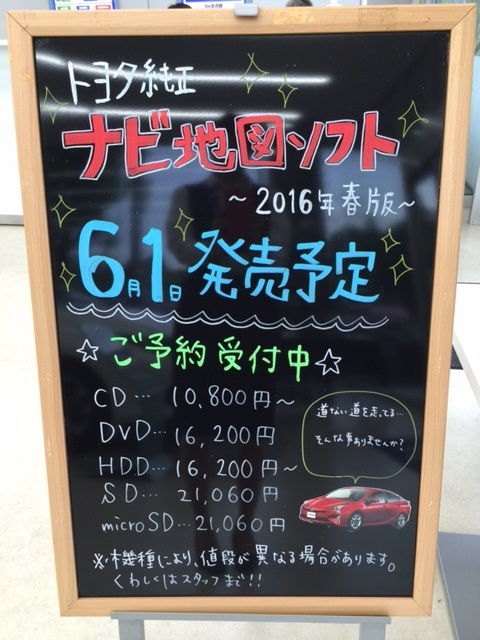 トヨタ純正
ナビ地図ソフト
～2016年春版～
6月1日発売予定
☆ご予約受付中☆
CD… 10,800円～
DVD… 16,200円
HDD… 16,200円～
SD… 21,060円
microSD… 21,060円
道ない道を走ってる…
そんな事ありませんか?
※機種により、値段が異なる場合があります。
くわしくはスタッフまで!!